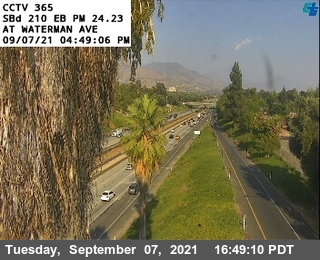 CCTV 365
SBd 210 EB PM 24.23
AT WATERMAN AVE
09/07/21 04:49:06 PM
Tuesday, September 07, 2021 16:49:10 PDT